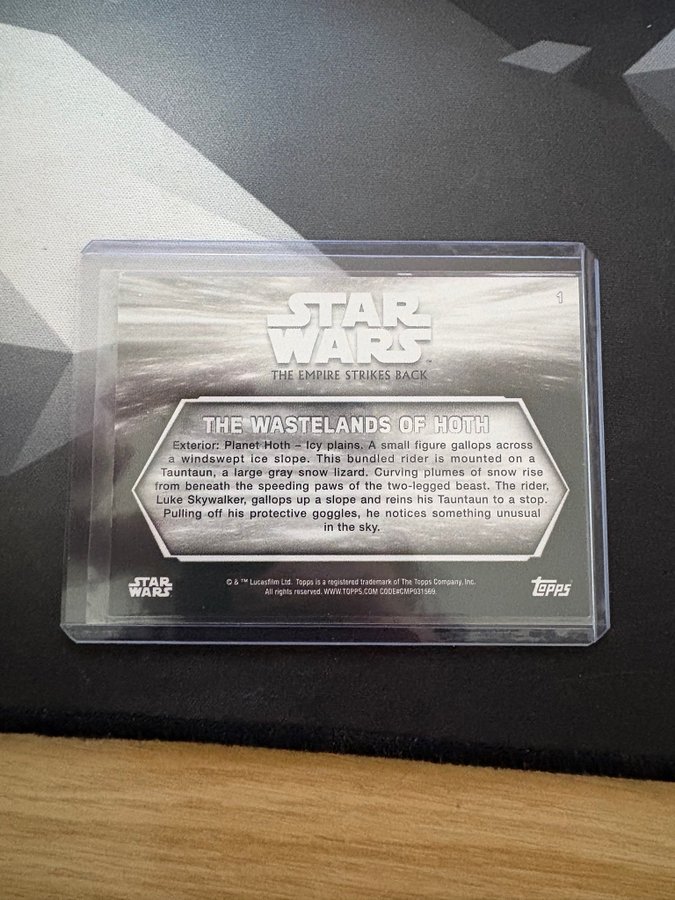 1
STAR
WARS™
THE EMPIRE STRIKES BACK
THE WASTELANDS OF HOTH
Exterior: Planet Hoth – Icy plains. A small figure gallops across
a windswept ice slope. This bundled rider is mounted on a
Tauntaun, a large gray snow lizard. Curving plumes of snow rise
from beneath the speeding paws of the two-legged beast. The rider,
Luke Skywalker, gallops up a slope and reins his Tauntaun to a stop.
Pulling off his protective goggles, he notices something unusual
in the sky.
STAR
WARS
© & ™ Lucasfilm Ltd. Topps is a registered trademark of The Topps Company, Inc.
All rights reserved. WWW.TOPPS.COM CODE#CMP031569.
topps